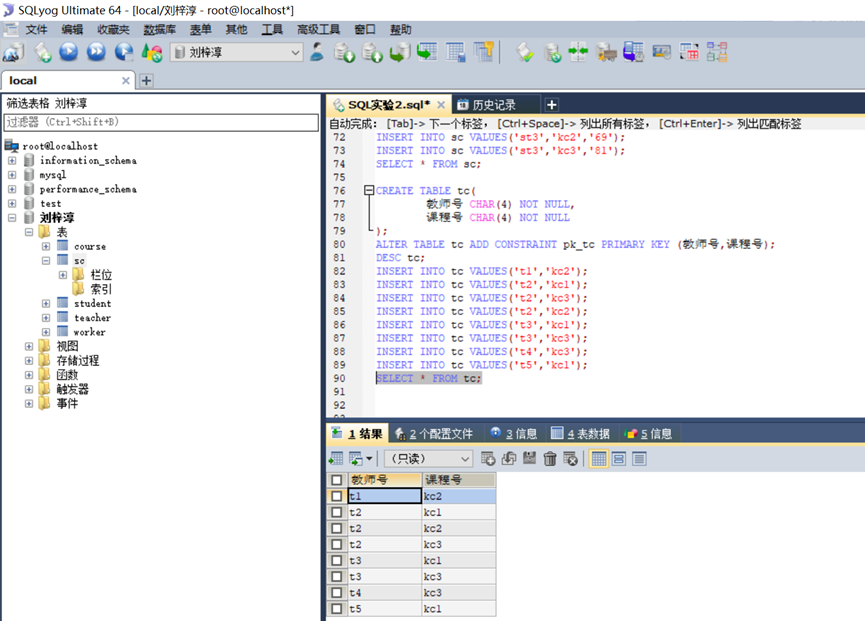 SQLyog Ultimate 64 - [local/刘梓淳 - root@localhost*]
文件 编辑 收藏夹 数据库 表单 其他 工具 高级工具 窗口 帮助
刘梓淳
local
筛选表格 刘梓淳
过滤器 (Ctrl+Shift+B)
root@localhost
information_schema
mysql
performance_schema
test
刘梓淳
表
course
sc
栏位
索引
student
teacher
worker
视图
存储过程
函数
触发器
事件
SQL实验2.sql* 历史记录
自动完成: [Tab]-> 下一个标签, [Ctrl+Space]-> 列出所有标签, [Ctrl+Enter]-> 列出匹配标签
72 INSERT INTO sc VALUES('st3','kc2','69');
73 INSERT INTO sc VALUES('st3','kc3','81');
74 SELECT * FROM sc;
75
76 CREATE TABLE tc(
77 教师号 CHAR(4) NOT NULL,
78 课程号 CHAR(4) NOT NULL
79 );
80 ALTER TABLE tc ADD CONSTRAINT pk_tc PRIMARY KEY (教师号,课程号);
81 DESC tc;
82 INSERT INTO tc VALUES('t1','kc2');
83 INSERT INTO tc VALUES('t2','kc1');
84 INSERT INTO tc VALUES('t2','kc3');
85 INSERT INTO tc VALUES('t2','kc2');
86 INSERT INTO tc VALUES('t3','kc1');
87 INSERT INTO tc VALUES('t3','kc3');
88 INSERT INTO tc VALUES('t4','kc3');
89 INSERT INTO tc VALUES('t5','kc1');
90 SELECT * FROM tc;
91
92
1 结果 2 个配置文件 3 信息 4 表数据 5 信息
(只读)
教师号 课程号
t1 kc2
t2 kc1
t2 kc2
t2 kc3
t3 kc1
t3 kc3
t4 kc3
t5 kc1